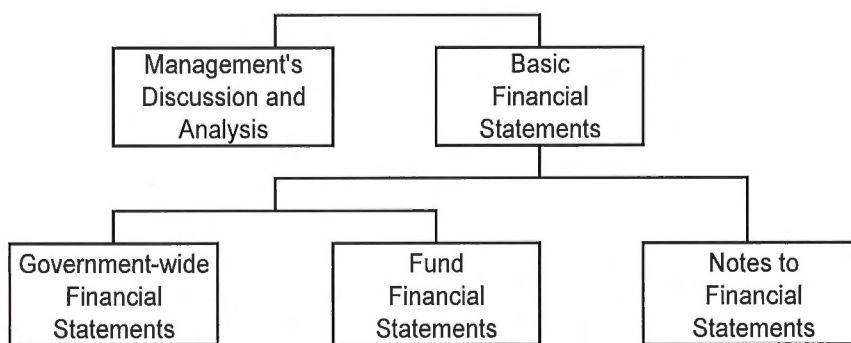 Management's
Discussion and
Analysis
Basic
Financial
Statements
Government-wide
Financial
Statements
Fund
Financial
Statements
Notes to
Financial
Statements